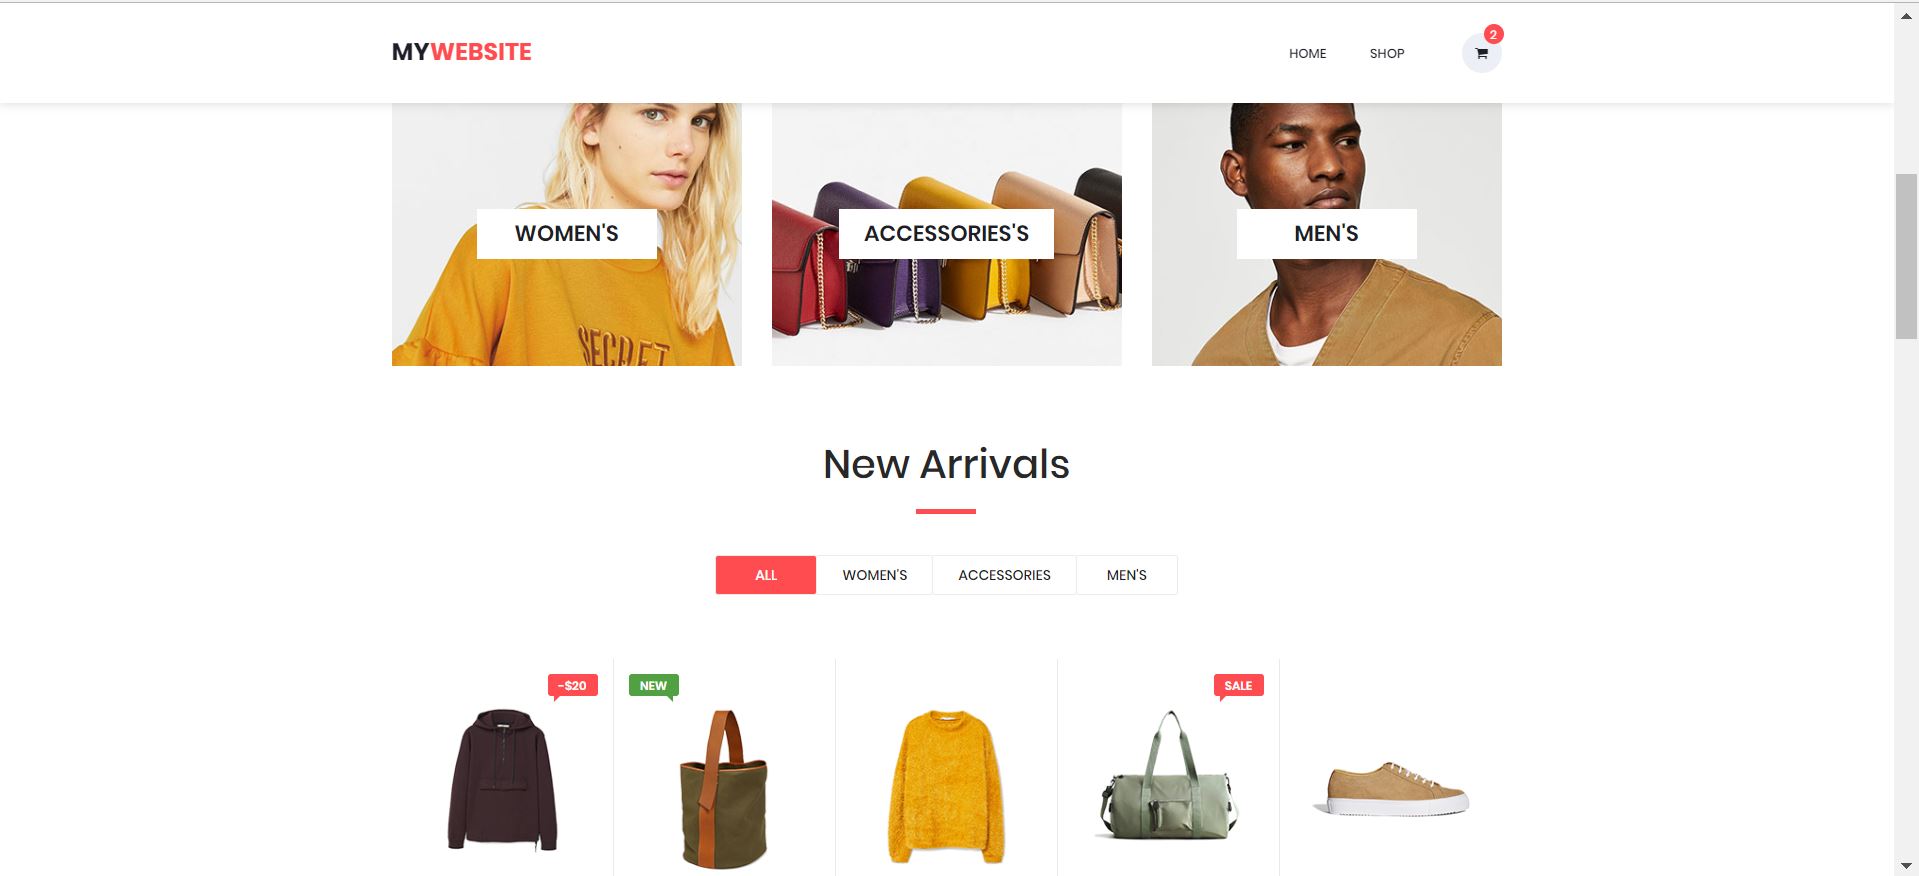 MYWEBSITE
HOME
SHOP
2
WOMEN'S
ACCESSORIES'S
MEN'S
SECRET
New Arrivals
ALL
WOMEN'S
ACCESSORIES
MEN'S
-$20
NEW
SALE